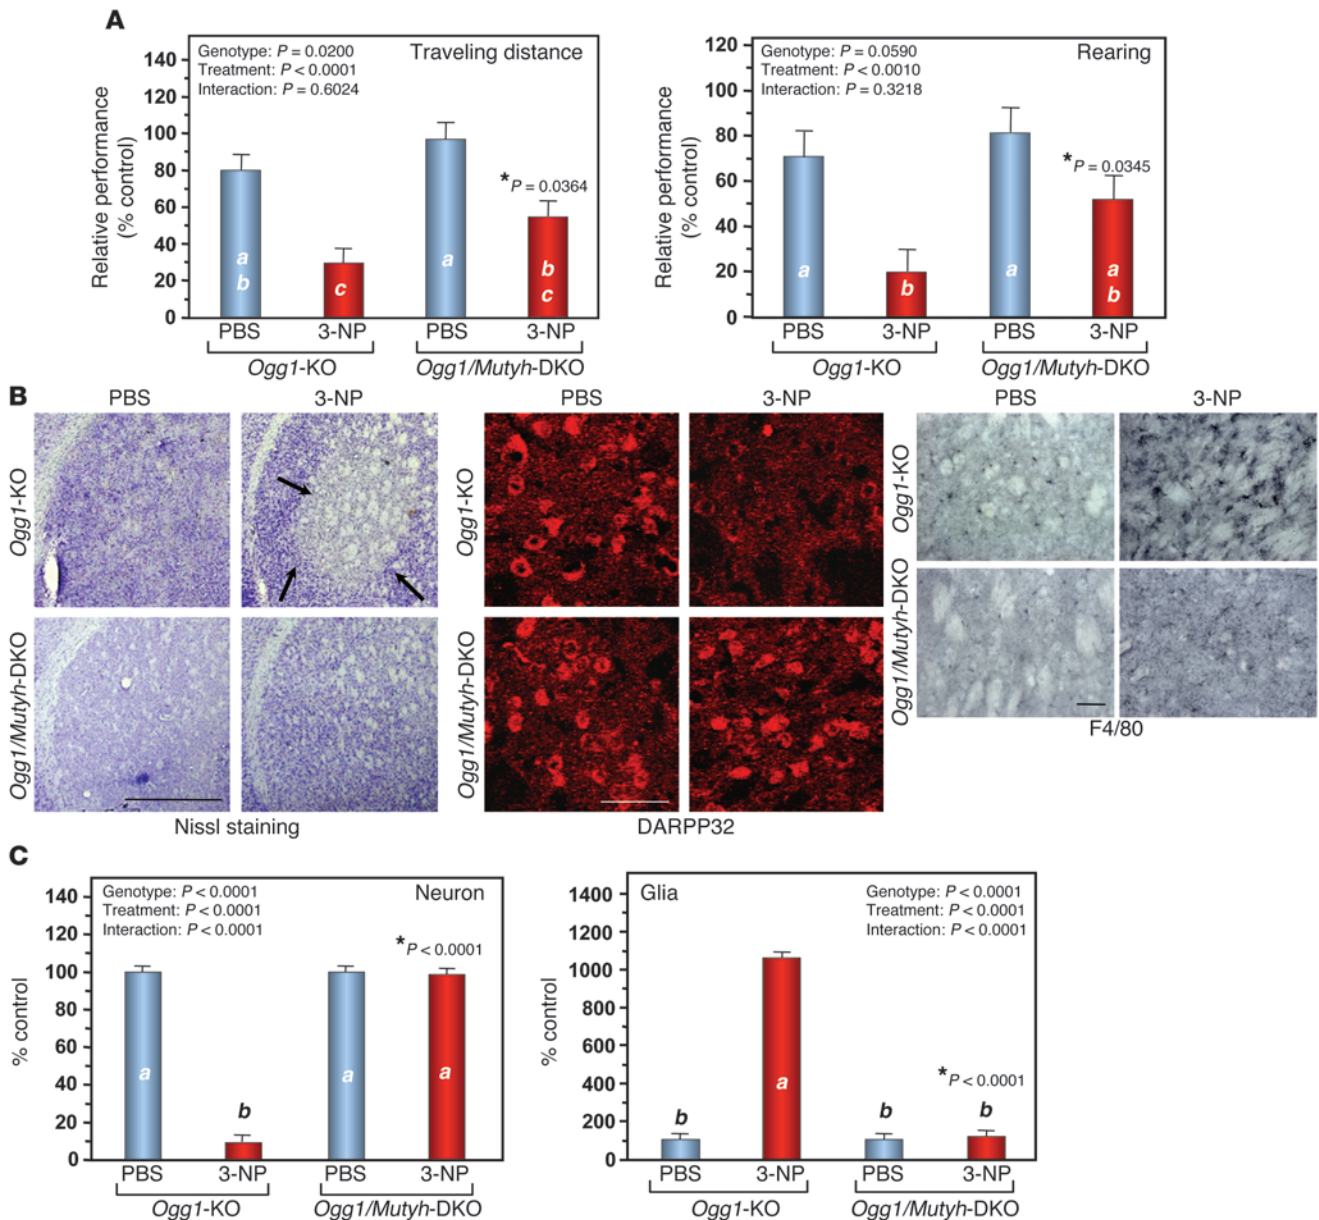 A
Genotype: P = 0.0200
Treatment: P < 0.0001
Interaction: P = 0.6024
Traveling distance
Relative performance
(% control)
140
120
100
80
60
40
20
0
a
b
c
a
*P = 0.0364
b
c
PBS
3-NP
PBS
3-NP
Ogg1-KO
Ogg1/Mutyh-DKO
Genotype: P = 0.0590
Treatment: P < 0.0010
Interaction: P = 0.3218
Rearing
Relative performance
(% control)
120
100
80
60
40
20
0
a
b
a
*P = 0.0345
a
b
PBS
3-NP
PBS
3-NP
Ogg1-KO
Ogg1/Mutyh-DKO
B
PBS
3-NP
Ogg1-KO
Ogg1/Mutyh-DKO
Nissl staining
PBS
3-NP
Ogg1-KO
Ogg1/Mutyh-DKO
DARPP32
PBS
3-NP
Ogg1-KO
Ogg1/Mutyh-DKO
F4/80
C
Genotype: P < 0.0001
Treatment: P < 0.0001
Interaction: P < 0.0001
Neuron
% control
140
120
100
80
60
40
20
0
a
b
a
*P < 0.0001
a
PBS
3-NP
PBS
3-NP
Ogg1-KO
Ogg1/Mutyh-DKO
Glia
Genotype: P < 0.0001
Treatment: P < 0.0001
Interaction: P < 0.0001
% control
1400
1200
1000
800
600
400
200
0
b
a
b
*P < 0.0001
b
PBS
3-NP
PBS
3-NP
Ogg1-KO
Ogg1/Mutyh-DKO